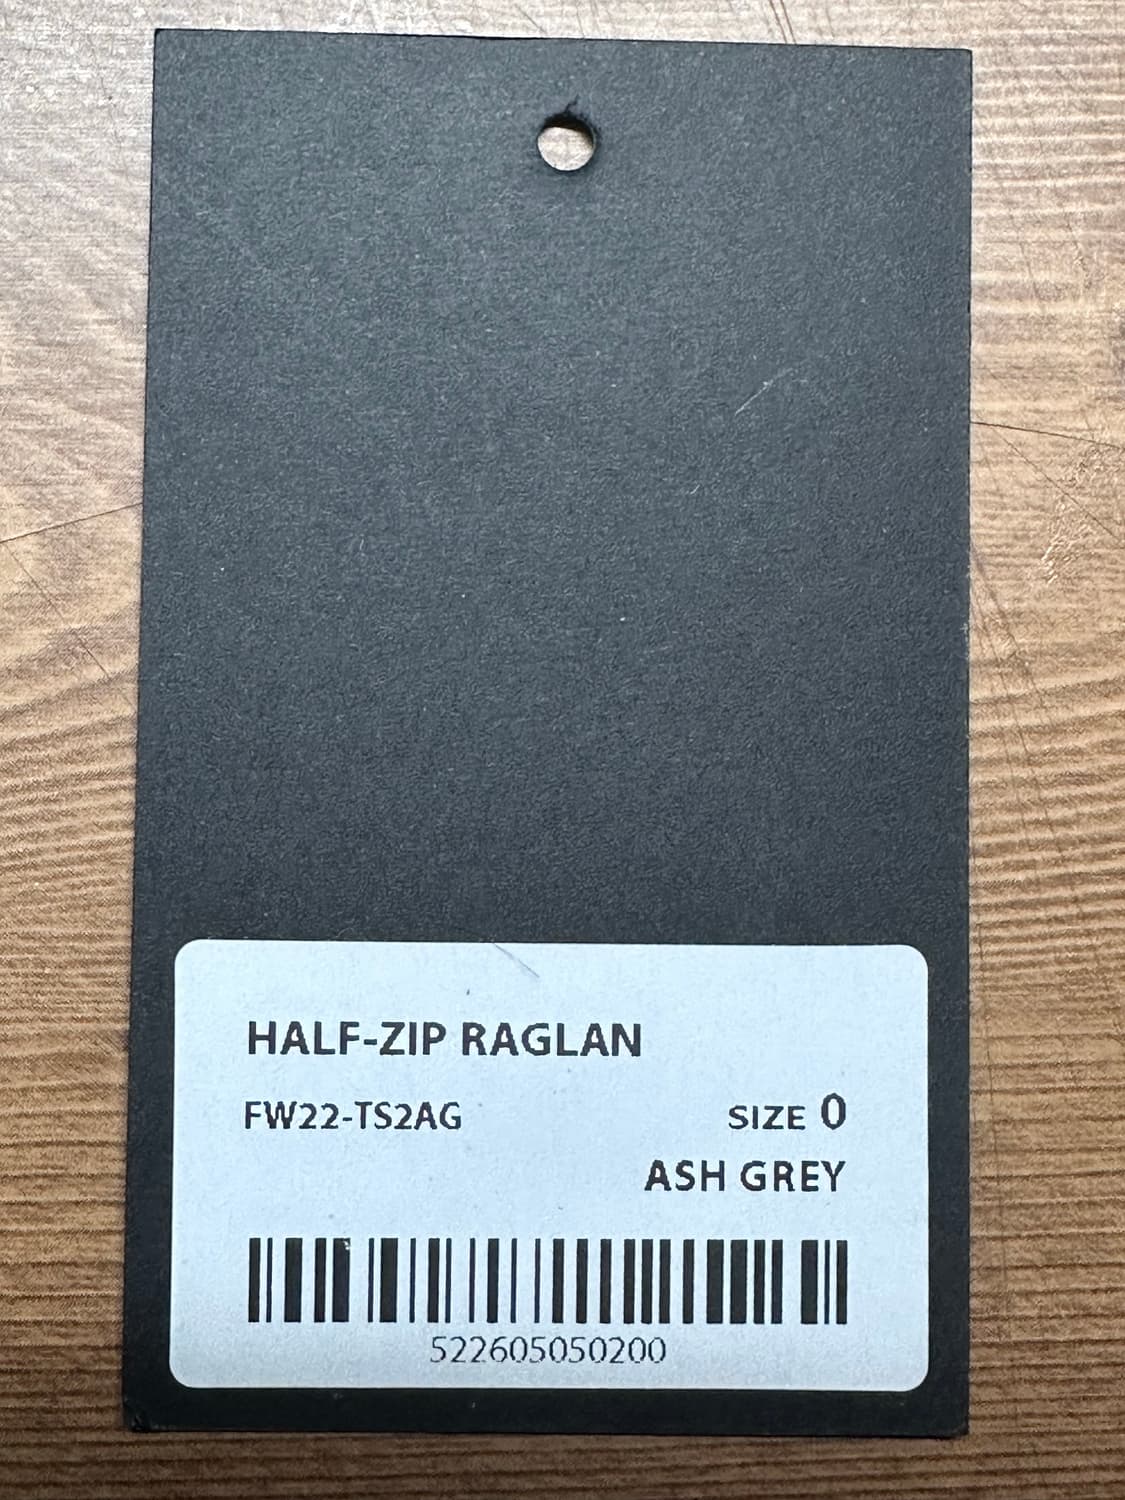 HALF-ZIP RAGLAN
FW22-TS2AG SIZE 0
ASH GREY
522605050200